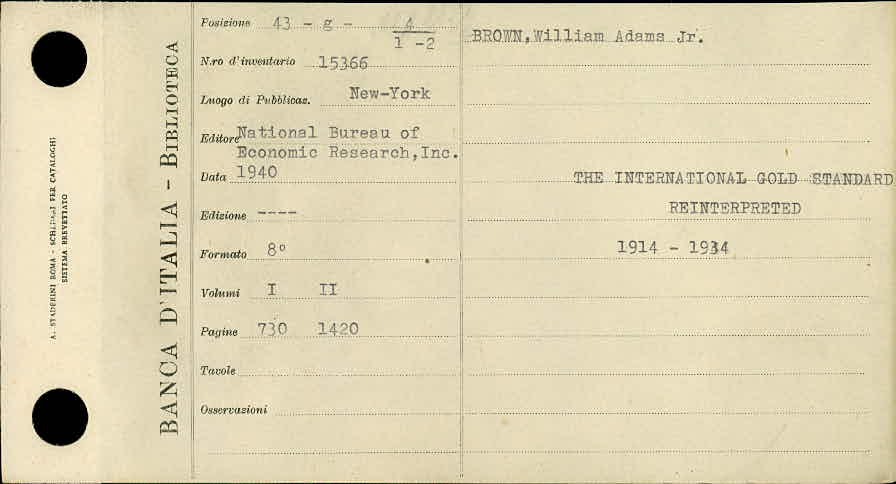 A. STADERINI ROMA - SCHEDARI PER CATALOGHI
SISTEMA BREVETTATO
BANCA D'ITALIA - BIBLIOTECA
Posizione 43 - g - 4
1 -2
N.ro d'inventario 15366
Luogo di Pubblicaz. New-York
Editore National Bureau of
Economic Research,Inc.
Data 1940
Edizione ----
Formato 8º
Volumi I II
Pagine 730 1420
Tavole
Osservazioni
BROWN,William Adams Jr.
THE INTERNATIONAL GOLD STANDARD
REINTERPRETED
1914 - 1934